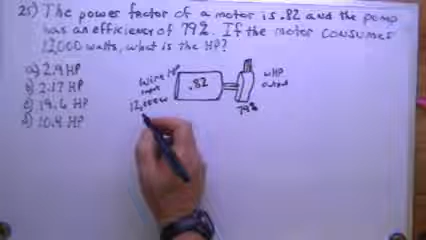 25) The power factor of a motor is .82 and the pump
has an efficiency of 79%. If the motor consumes
12,000 watts, what is the HP?
a) 2.9 HP
b) 2.17 HP
c) 19.6 HP
d) 10.4 HP
wire HP
input
12,000w
.82
79%
wHP
output